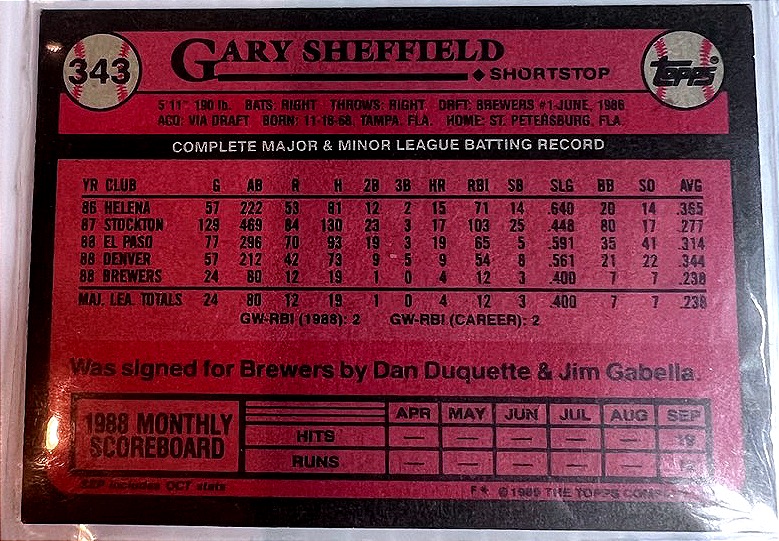 343 GARY SHEFFIELD TOPPS®
◆ SHORTSTOP
5'11" 190 lb. BATS: RIGHT THROWS: RIGHT DRAFT: BREWERS #1-JUNE, 1986
ACQ: VIA DRAFT BORN: 11-18-68, TAMPA, FLA. HOME: ST. PETERSBURG, FLA.
COMPLETE MAJOR & MINOR LEAGUE BATTING RECORD
YR CLUB G AB R H 2B 3B HR RBI SB SLG BB SO AVG
86 HELENA 57 222 53 81 12 2 15 71 14 .640 20 14 .365
87 STOCKTON 129 469 84 130 23 3 17 103 25 .448 80 17 .277
88 EL PASO 77 296 70 93 19 3 19 65 5 .591 35 41 .314
88 DENVER 57 212 42 73 9 5 9 54 8 .561 21 22 .344
88 BREWERS 24 80 12 19 1 0 4 12 3 .400 7 7 .238
MAJ. LEA. TOTALS 24 80 12 19 1 0 4 12 3 .400 7 7 .238
GW-RBI (1988): 2 GW-RBI (CAREER): 2
Was signed for Brewers by Dan Duquette & Jim Gabella.
1988 MONTHLY SCOREBOARD
APR MAY JUN JUL AUG SEP
HITS — — — — — 19
RUNS — — — — — 12
SEP includes OCT stats
F* © 1989 THE TOPPS COMPANY